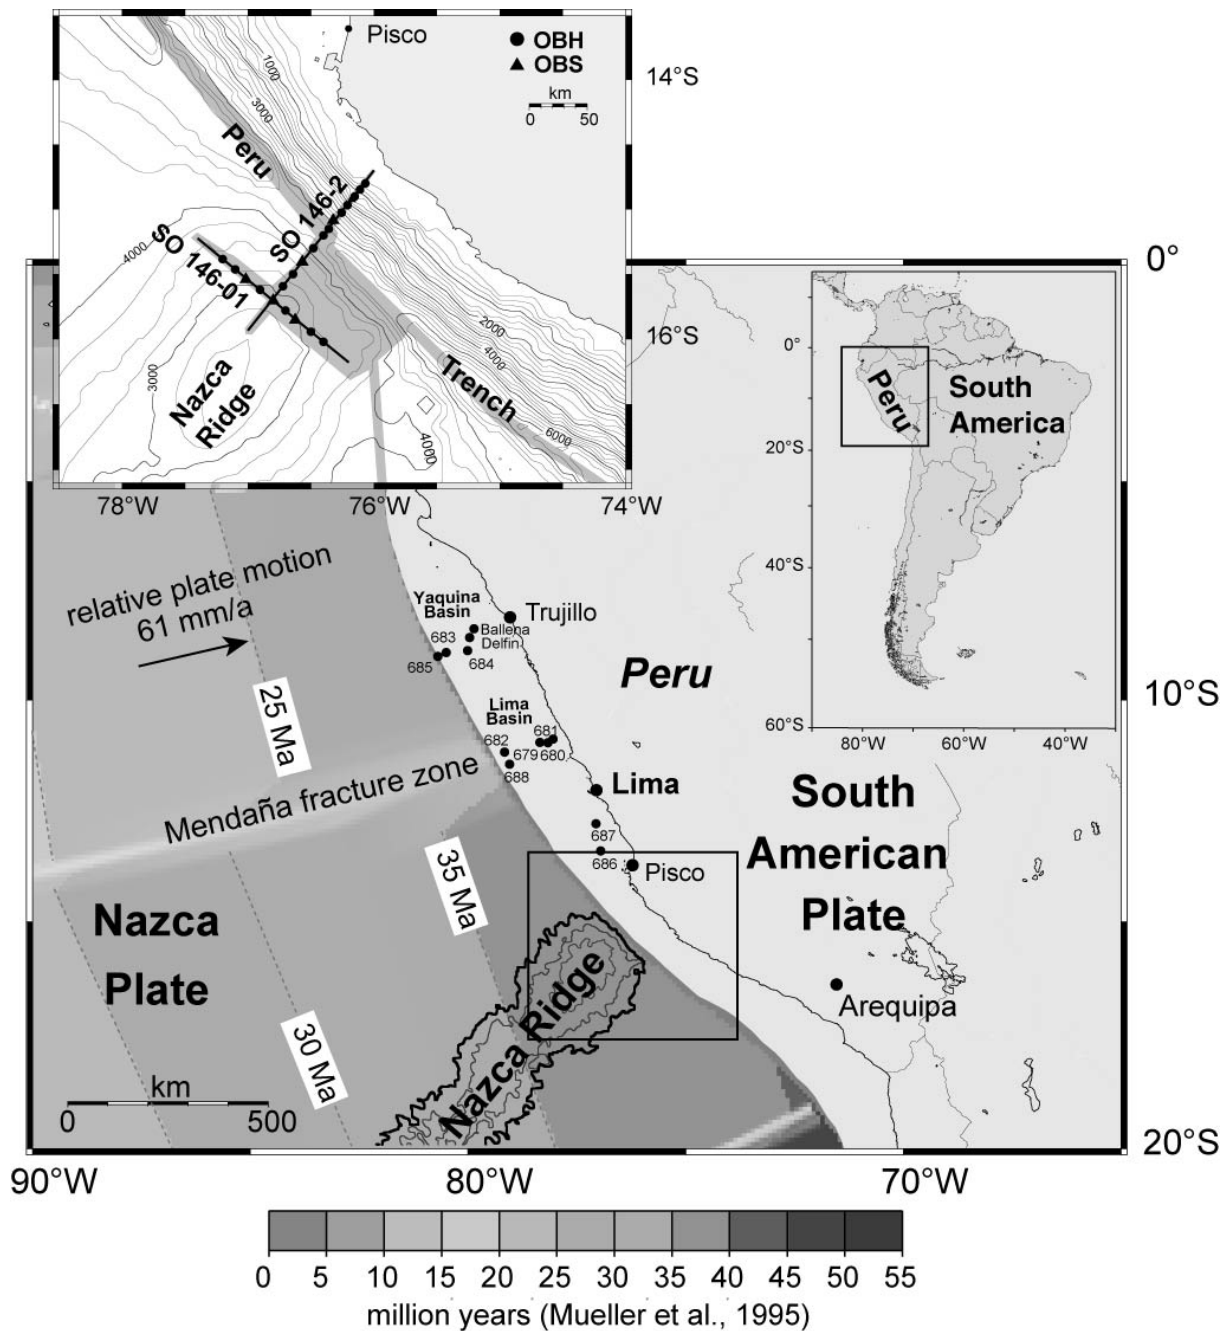 Pisco
OBH
OBS
km
0 50
14°S
1000
3000
Peru
SO 146-2
4000
SO 146-01
16°S
2000
4000
3000
Nazca
Ridge
Trench
6000
4000
78°W
76°W
74°W
0°
0°
Peru
South
America
20°S
40°S
60°S
80°W
60°W
40°W
relative plate motion
61 mm/a
Yaquina
Basin
683
Ballena
Delfin
685
684
Trujillo
Peru
10°S
25 Ma
Lima
Basin
682
681
679
680
688
Mendaña fracture zone
Lima
South
American
Plate
687
686
Pisco
35 Ma
Nazca
Plate
Nazca Ridge
Arequipa
30 Ma
km
0 500
20°S
90°W
80°W
70°W
0 5 10 15 20 25 30 35 40 45 50 55
million years (Mueller et al., 1995)